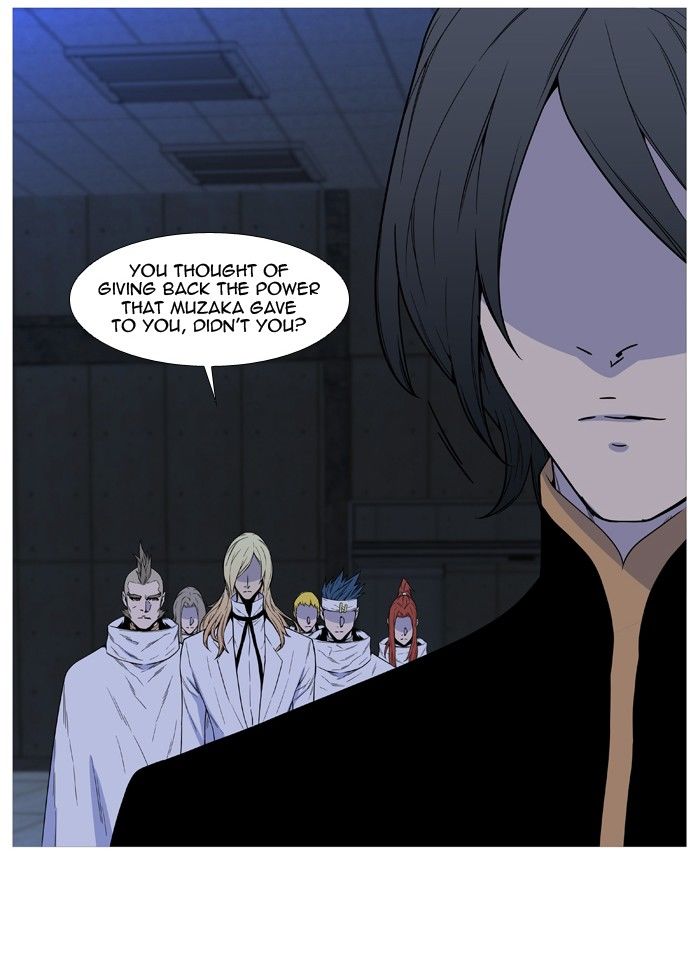 YOU THOUGHT OF
GIVING BACK THE POWER
THAT MUZAKA GAVE
TO YOU, DIDN'T YOU?